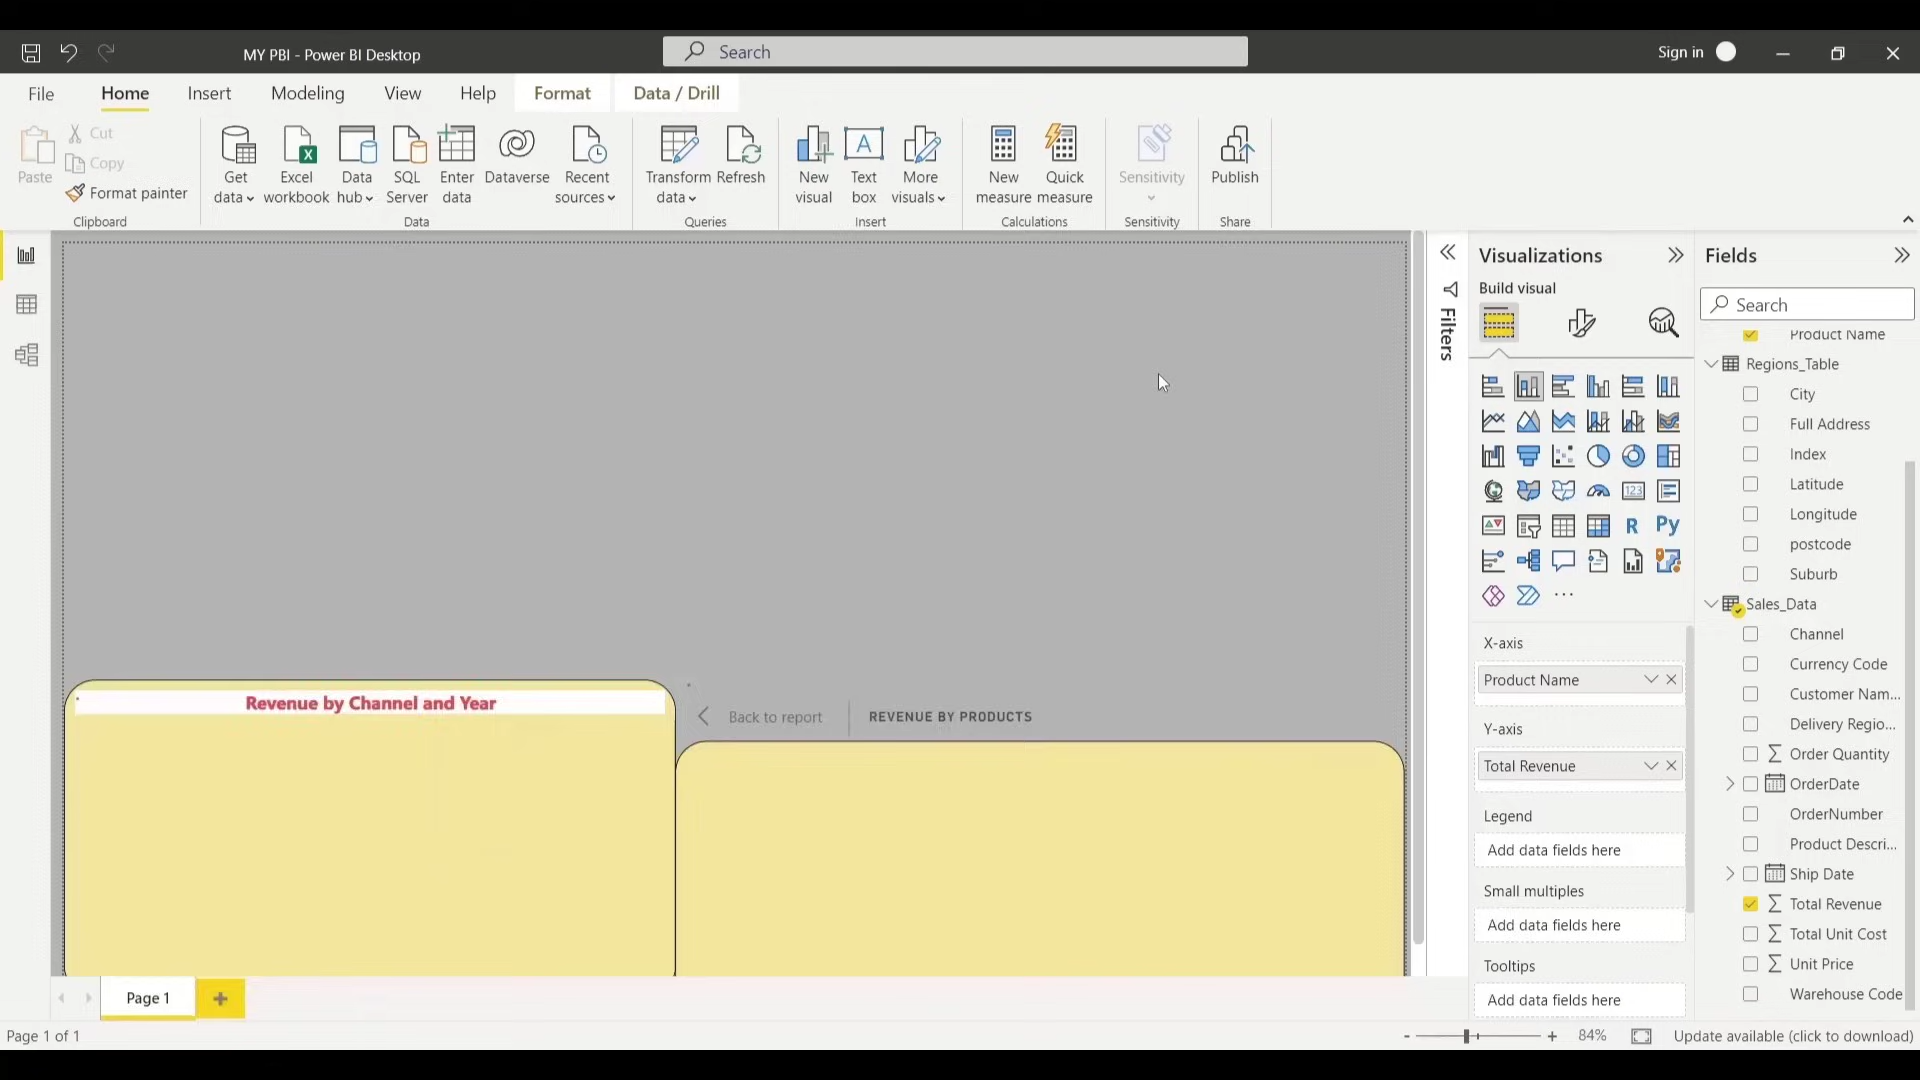 MY PBI - Power BI Desktop
Search
Sign in
File
Home
Insert
Modeling
View
Help
Format
Data / Drill
Paste
Cut
Copy
Format painter
Clipboard
Get data
Excel workbook
Data hub
SQL Server
Enter data
Dataverse
Recent sources
Data
Transform data
Refresh
Queries
New visual
A
Text box
More visuals
Insert
New measure
Quick measure
Calculations
Sensitivity
Sensitivity
Publish
Share
Revenue by Channel and Year
Back to report
REVENUE BY PRODUCTS
Filters
Visualizations
Build visual
123
R
Py
X-axis
Product Name
Y-axis
Total Revenue
Legend
Add data fields here
Small multiples
Add data fields here
Tooltips
Add data fields here
Fields
Search
Product Name
Regions_Table
City
Full Address
Index
Latitude
Longitude
postcode
Suburb
Sales_Data
Channel
Currency Code
Customer Nam...
Delivery Regio...
Order Quantity
OrderDate
OrderNumber
Product Descri...
Ship Date
Total Revenue
Total Unit Cost
Unit Price
Warehouse Code
Page 1
Page 1 of 1
84%
Update available (click to download)